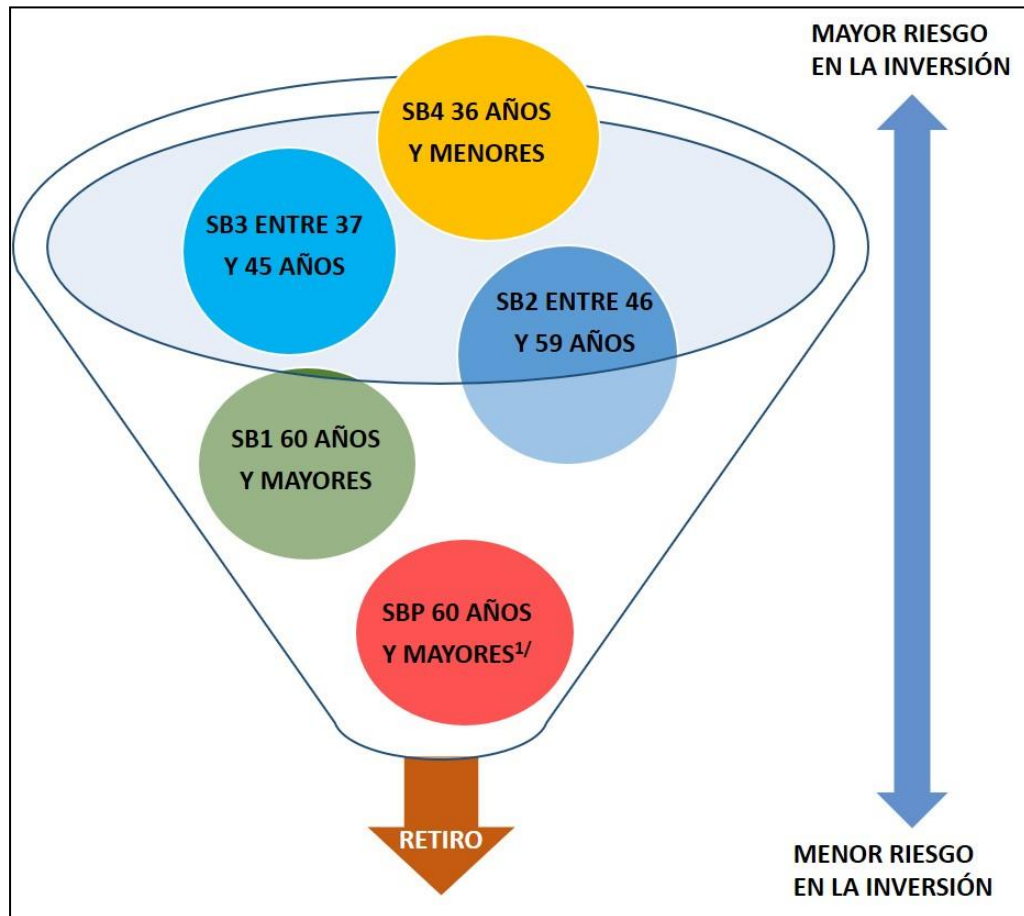 MAYOR RIESGO
EN LA INVERSIÓN
SB4 36 AÑOS
Y MENORES
SB3 ENTRE 37
Y 45 AÑOS
SB2 ENTRE 46
Y 59 AÑOS
SB1 60 AÑOS
Y MAYORES
SBP 60 AÑOS
Y MAYORES1/
RETIRO
MENOR RIESGO
EN LA INVERSIÓN